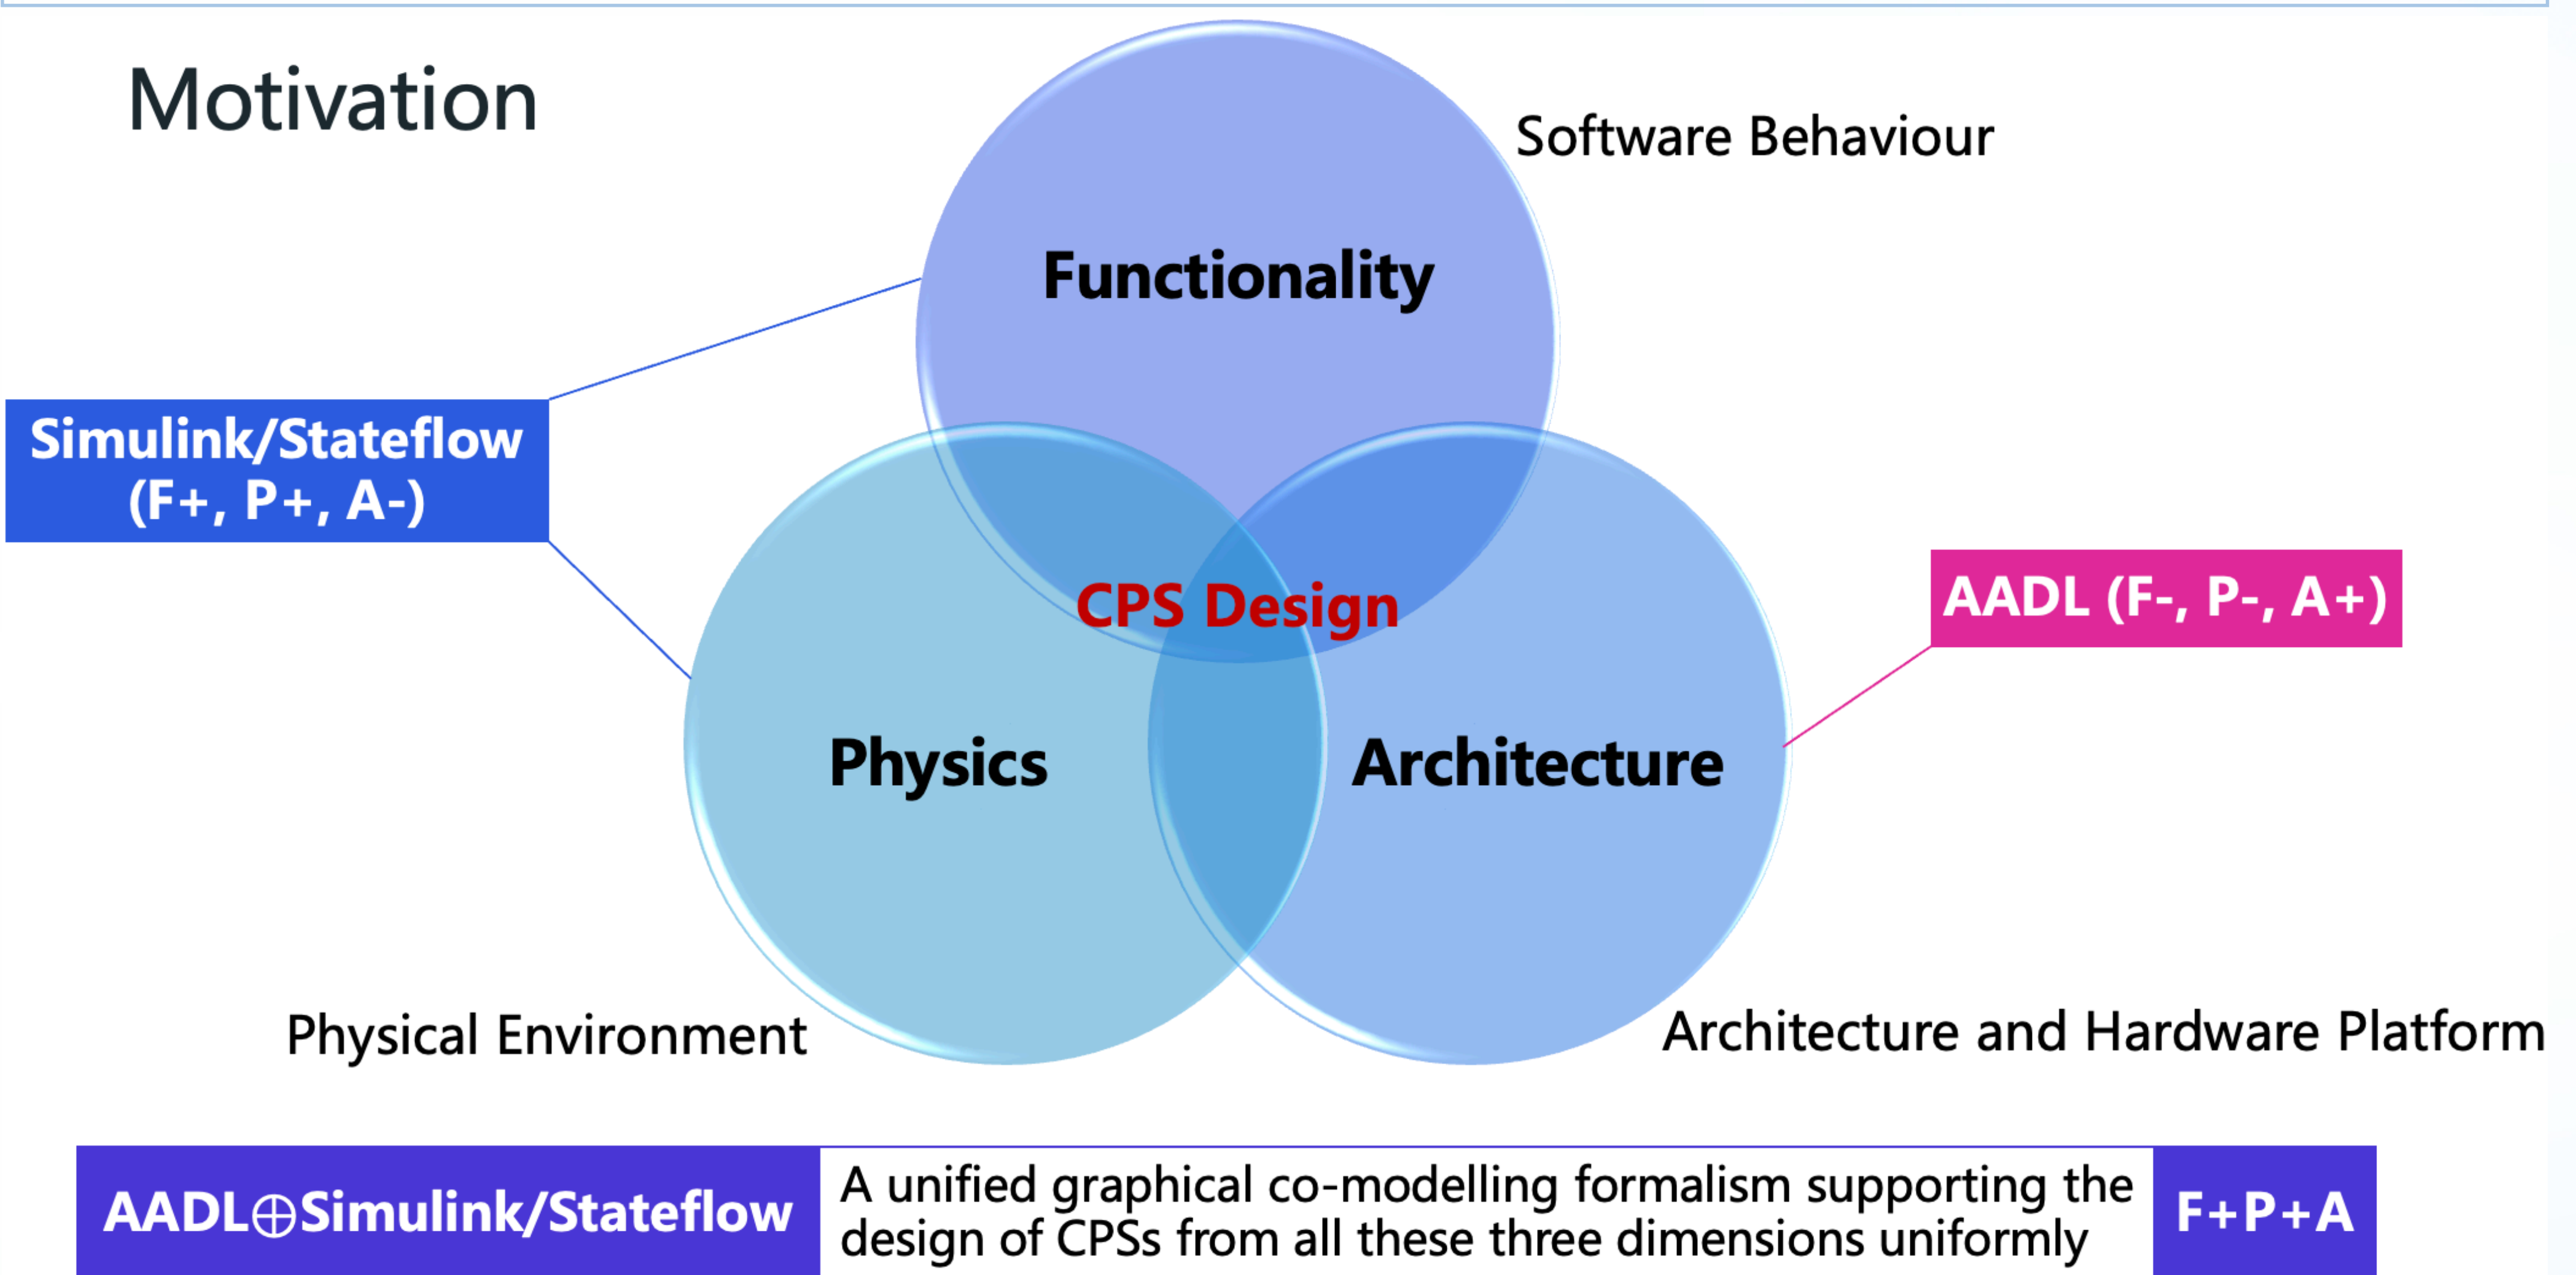 Motivation
Software Behaviour
Functionality
Simulink/Stateflow
(F+, P+, A-)
CPS Design
AADL (F-, P-, A+)
Physics
Architecture
Physical Environment
Architecture and Hardware Platform
AADL⊕Simulink/Stateflow
A unified graphical co-modelling formalism supporting the
design of CPSs from all these three dimensions uniformly
F+P+A